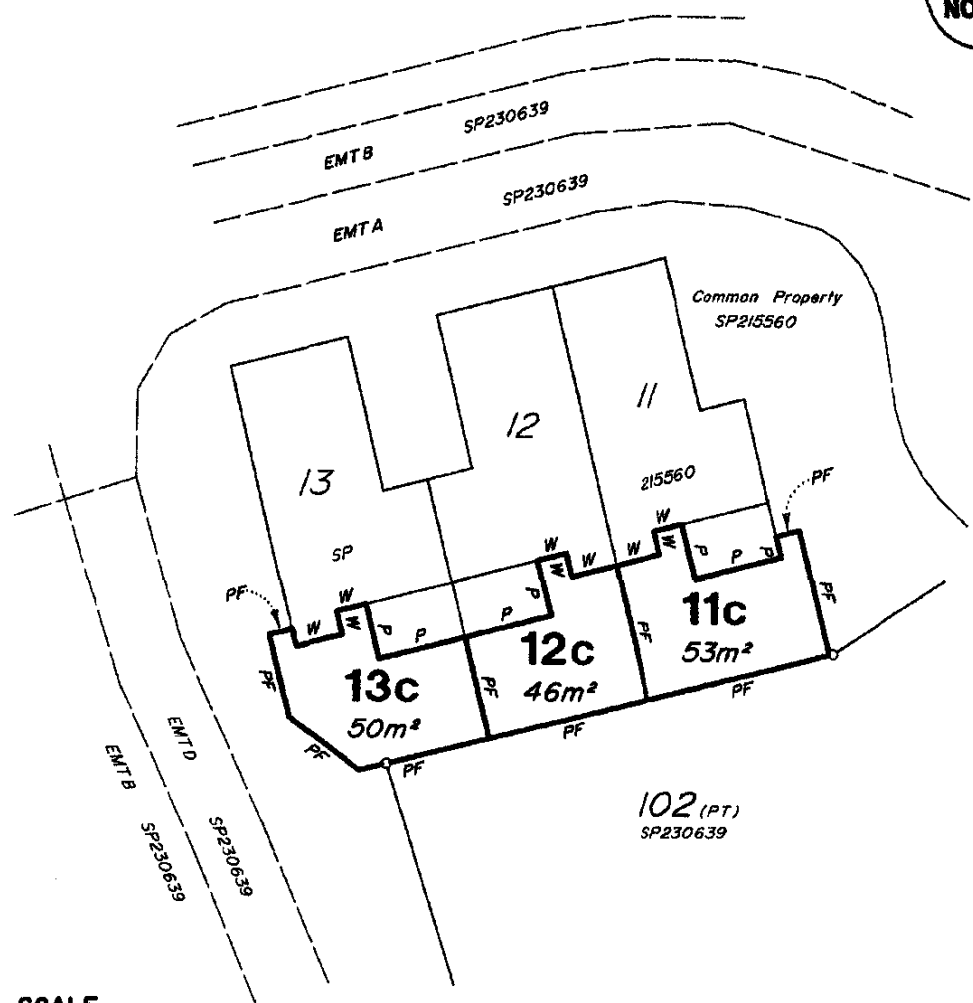 NO
SP230639
EMT B
SP230639
EMT A
Common Property
SP215560
11
12
13
215560
PF
SP
W
W
W
W
P
P
P
PF
W
W
W
W
P
P
P
PF
W
W
W
P
P
PF
11c
53m²
12c
46m²
13c
50m²
PF
PF
PF
PF
PF
PF
PF
EMT D
EMT B
102 (PT)
SP230639
SP230639
SP230639